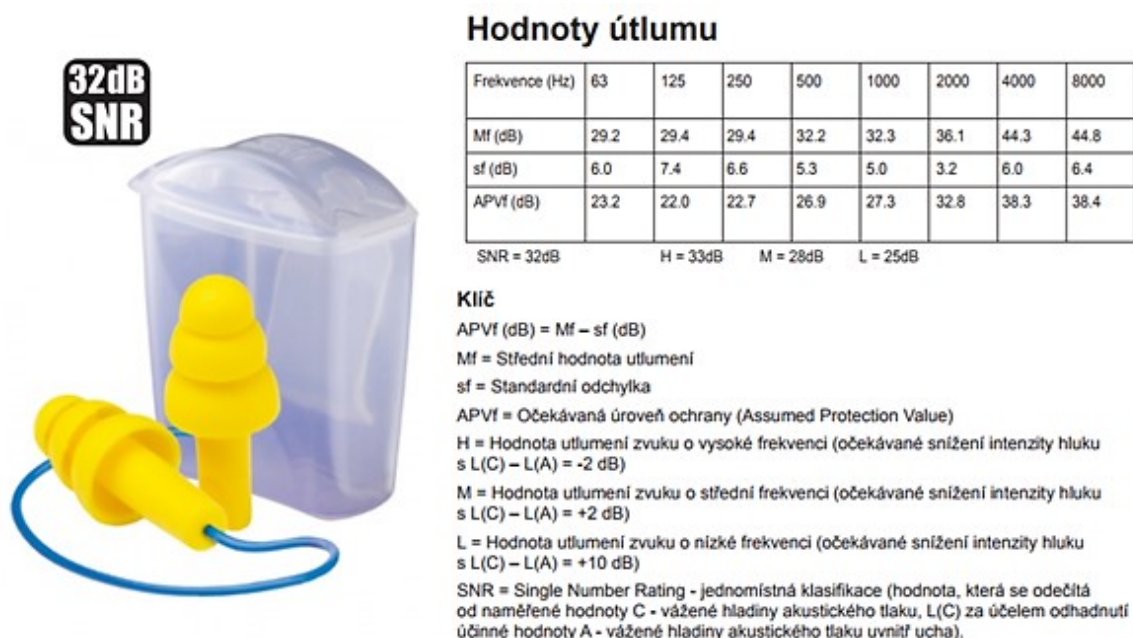 32dB
SNR
Hodnoty útlumu
Frekvence (Hz) 63 125 250 500 1000 2000 4000 8000
Mf (dB) 29.2 29.4 29.4 32.2 32.3 36.1 44.3 44.8
sf (dB) 6.0 7.4 6.6 5.3 5.0 3.2 6.0 6.4
APVf (dB) 23.2 22.0 22.7 26.9 27.3 32.8 38.3 38.4
SNR = 32dB H = 33dB M = 28dB L = 25dB
Klíč
APVf (dB) = Mf – sf (dB)
Mf = Střední hodnota utlumení
sf = Standardní odchylka
APVf = Očekávaná úroveň ochrany (Assumed Protection Value)
H = Hodnota utlumení zvuku o vysoké frekvenci (očekávané snížení intenzity hluku
s L(C) – L(A) = -2 dB)
M = Hodnota utlumení zvuku o střední frekvenci (očekávané snížení intenzity hluku
s L(C) – L(A) = +2 dB)
L = Hodnota utlumení zvuku o nízké frekvenci (očekávané snížení intenzity hluku
s L(C) – L(A) = +10 dB)
SNR = Single Number Rating - jednomístná klasifikace (hodnota, která se odečítá
od naměřené hodnoty C - vážené hladiny akustického tlaku, L(C) za účelem odhadnutí
účinné hodnoty A - vážené hladiny akustického tlaku uvnitř ucha).